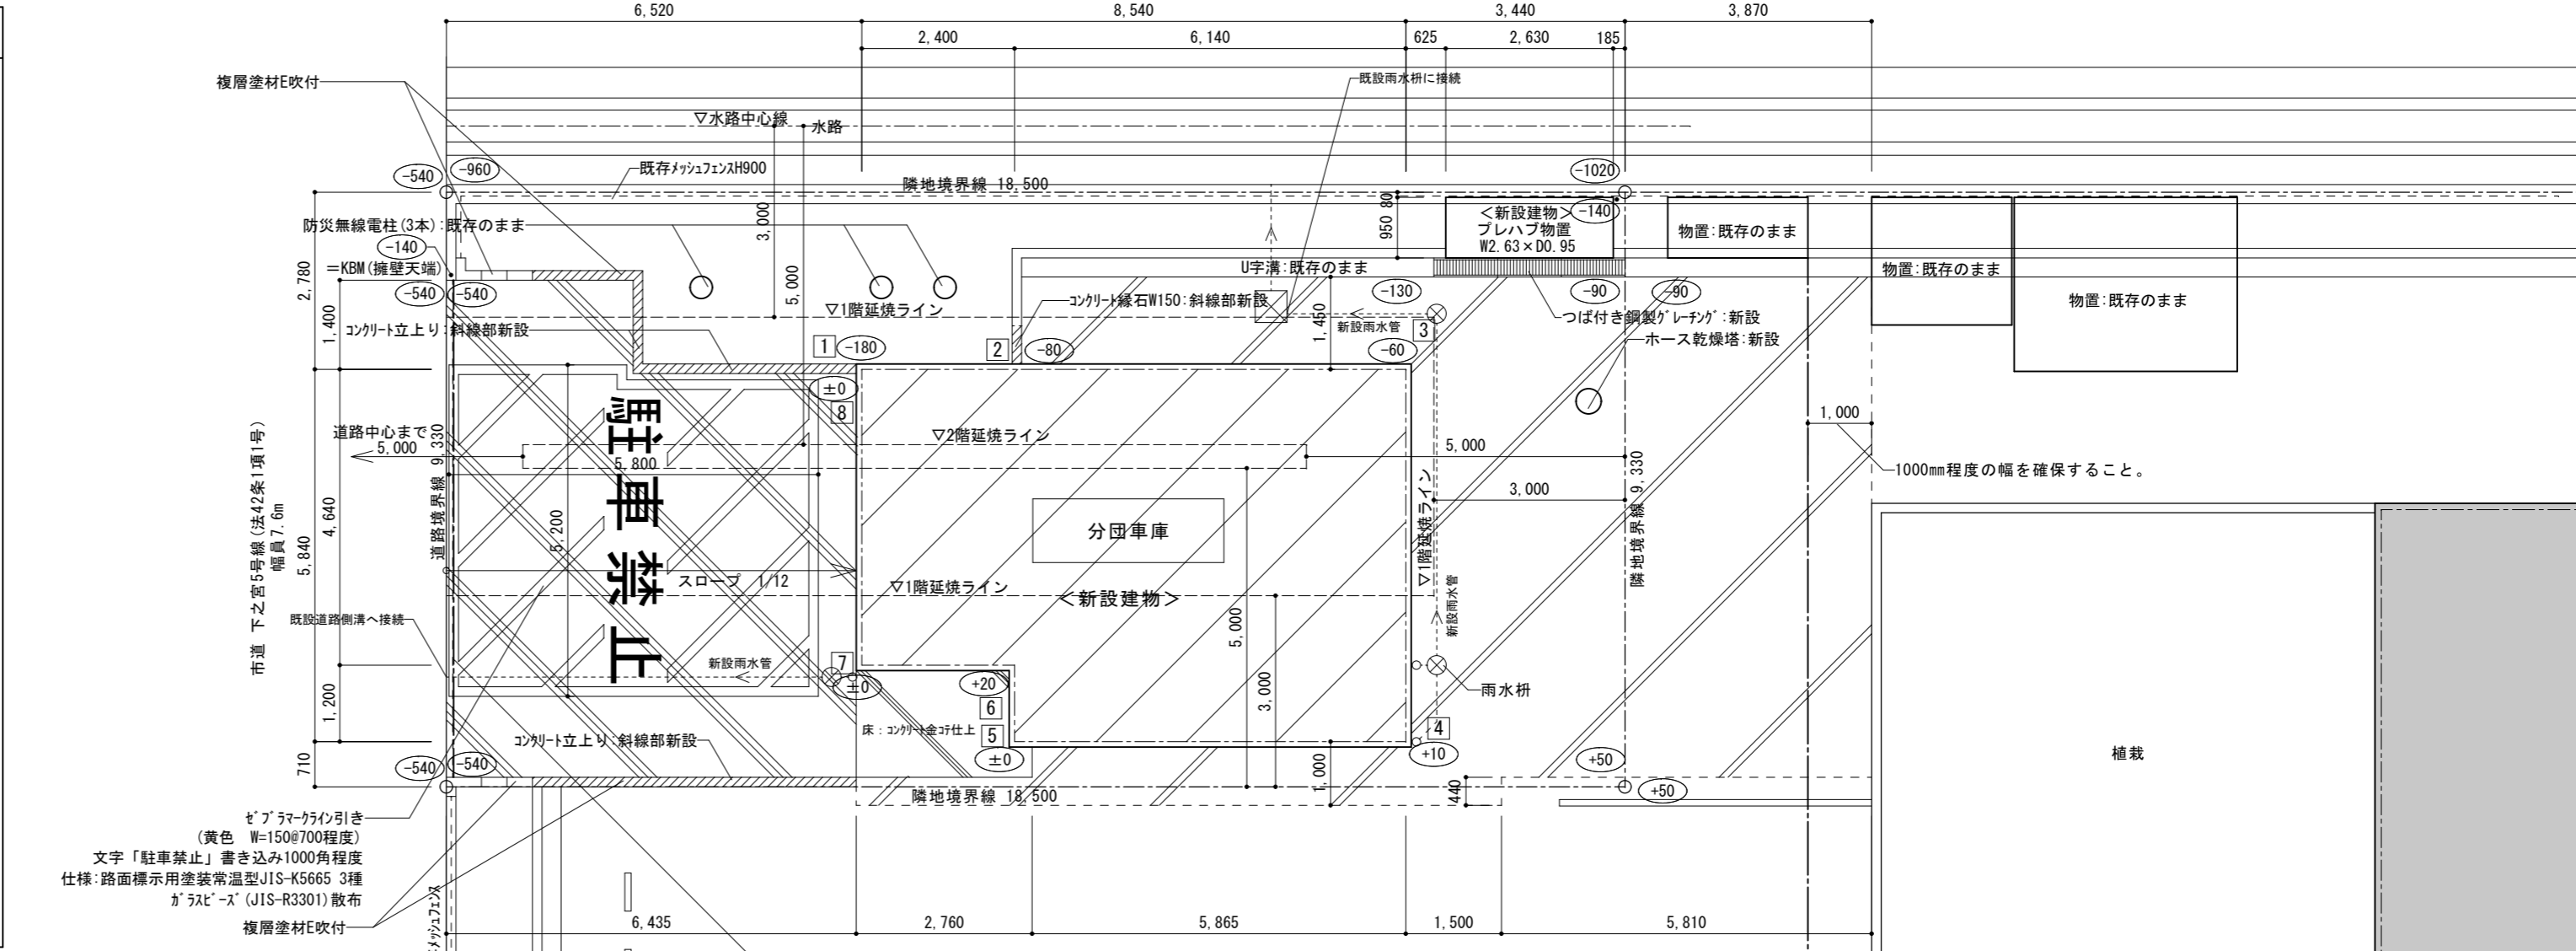 6,520
8,540
3,440
3,870
2,400
6,140
625
2,630
185
複層塗材E吹付
既設雨水桝に接続
▽水路中心線
水路
-540
-960
既存ﾒｯｼｭﾌｪﾝｽH900
隣地境界線 18,500
-1020
防災無線電柱(3本):既存のまま
3,000
950
80
<新設建物>
プレハブ物置
W2.63×D0.95
-140
物置:既存のまま
物置:既存のまま
物置:既存のまま
-140
=KBM(擁壁天端)
2,780
-540
-540
5,000
U字溝:既存のまま
▽1階延焼ライン
ｺﾝｸﾘｰﾄ縁石W150:斜線部新設
-130
-90
-90
1,400
ｺﾝｸﾘｰﾄ立上り:斜線部新設
1
-180
2
-80
1,450
新設雨水管
3
-60
つば付き鋼製ｸﾞﾚｰﾁﾝｸﾞ:新設
ホース乾燥塔:新設
±0
8
1,000
1000㎜程度の幅を確保すること。
市道 下之宮5号線(法42条1項1号)
幅員7.6m
5,840
4,640
道路中心まで
5,000
道路境界線 9,330
駐車禁止
5,800
5,200
▽2階延焼ライン
5,000
3,000
▽1階延焼ライン
隣地境界線 9,330
分団車庫
スロープ 1/12
▽1階延焼ライン
<新設建物>
既設道路側溝へ接続
新設雨水管
新設雨水管
5,000
3,000
7
±0
+20
6
5
±0
床:ｺﾝｸﾘｰﾄ金ｺﾃ仕上
雨水桝
4
+10
1,200
710
ｺﾝｸﾘｰﾄ立上り:斜線部新設
-540
-540
1,000
440
+50
+50
植栽
隣地境界線 18,500
ｾﾞﾌﾞﾗﾏｰｸﾗｲﾝ引き
(黄色 W=150@700程度)
文字「駐車禁止」書き込み1000角程度
仕様:路面標示用塗装常温型JIS-K5665 3種
ｶﾞﾗｽﾋﾞｰｽﾞ(JIS-R3301)散布
複層塗材E吹付
ﾒｯｼｭﾌｪﾝｽ
6,435
2,760
5,865
1,500
5,810